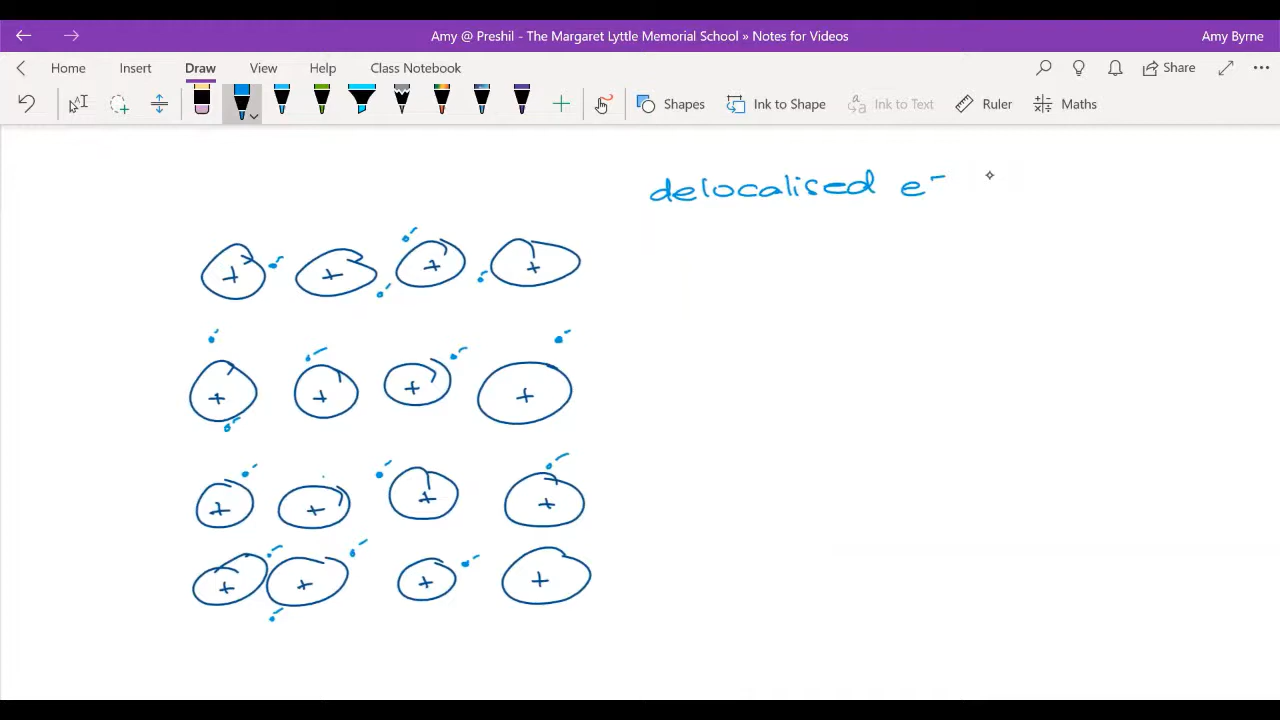 Amy @ Preshil - The Margaret Lyttle Memorial School » Notes for Videos
Amy Byrne
Home Insert Draw View Help Class Notebook
Share
Shapes Ink to Shape Ink to Text Ruler Maths
delocalised e⁻
+ + + +
+ + + +
+ + + +
+ + + +